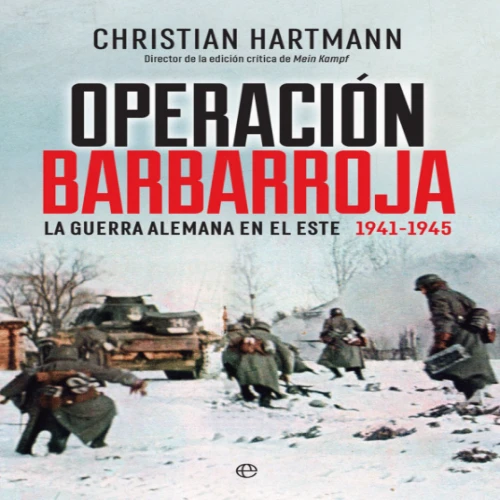 CHRISTIAN HARTMANN
Director de la edición crítica de Mein Kampf
OPERACIÓN
BARBARROJA
LA GUERRA ALEMANA EN EL ESTE 1941-1945